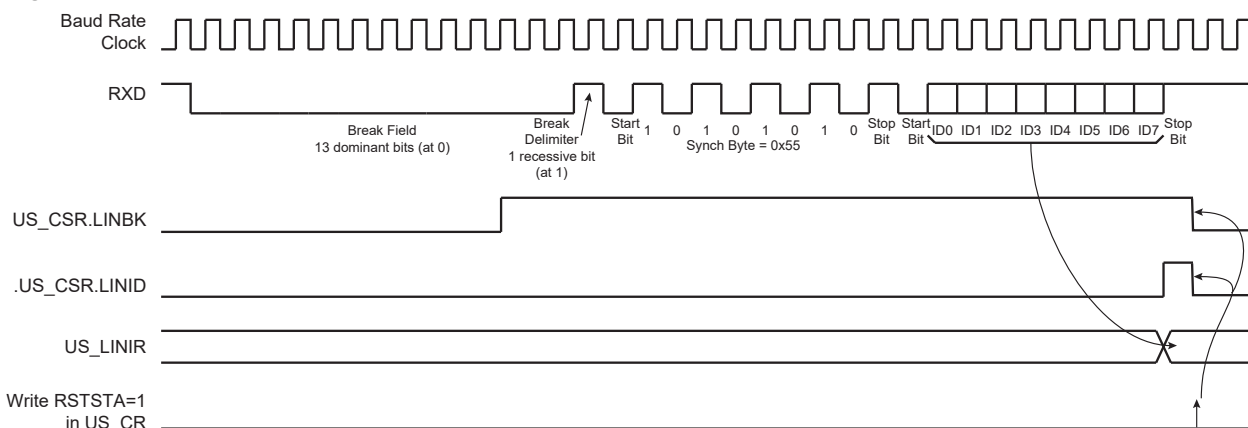 Baud Rate
Clock
RXD
Break Field
13 dominant bits (at 0)
Break
Delimiter
1 recessive bit
(at 1)
Start
Bit
1 0 1 0 1 0 1 0
Synch Byte = 0x55
Stop
Bit
Start
Bit
ID0 ID1 ID2 ID3 ID4 ID5 ID6 ID7
Stop
Bit
US_CSR.LINBK
.US_CSR.LINID
US_LINIR
Write RSTSTA=1
in US_CR